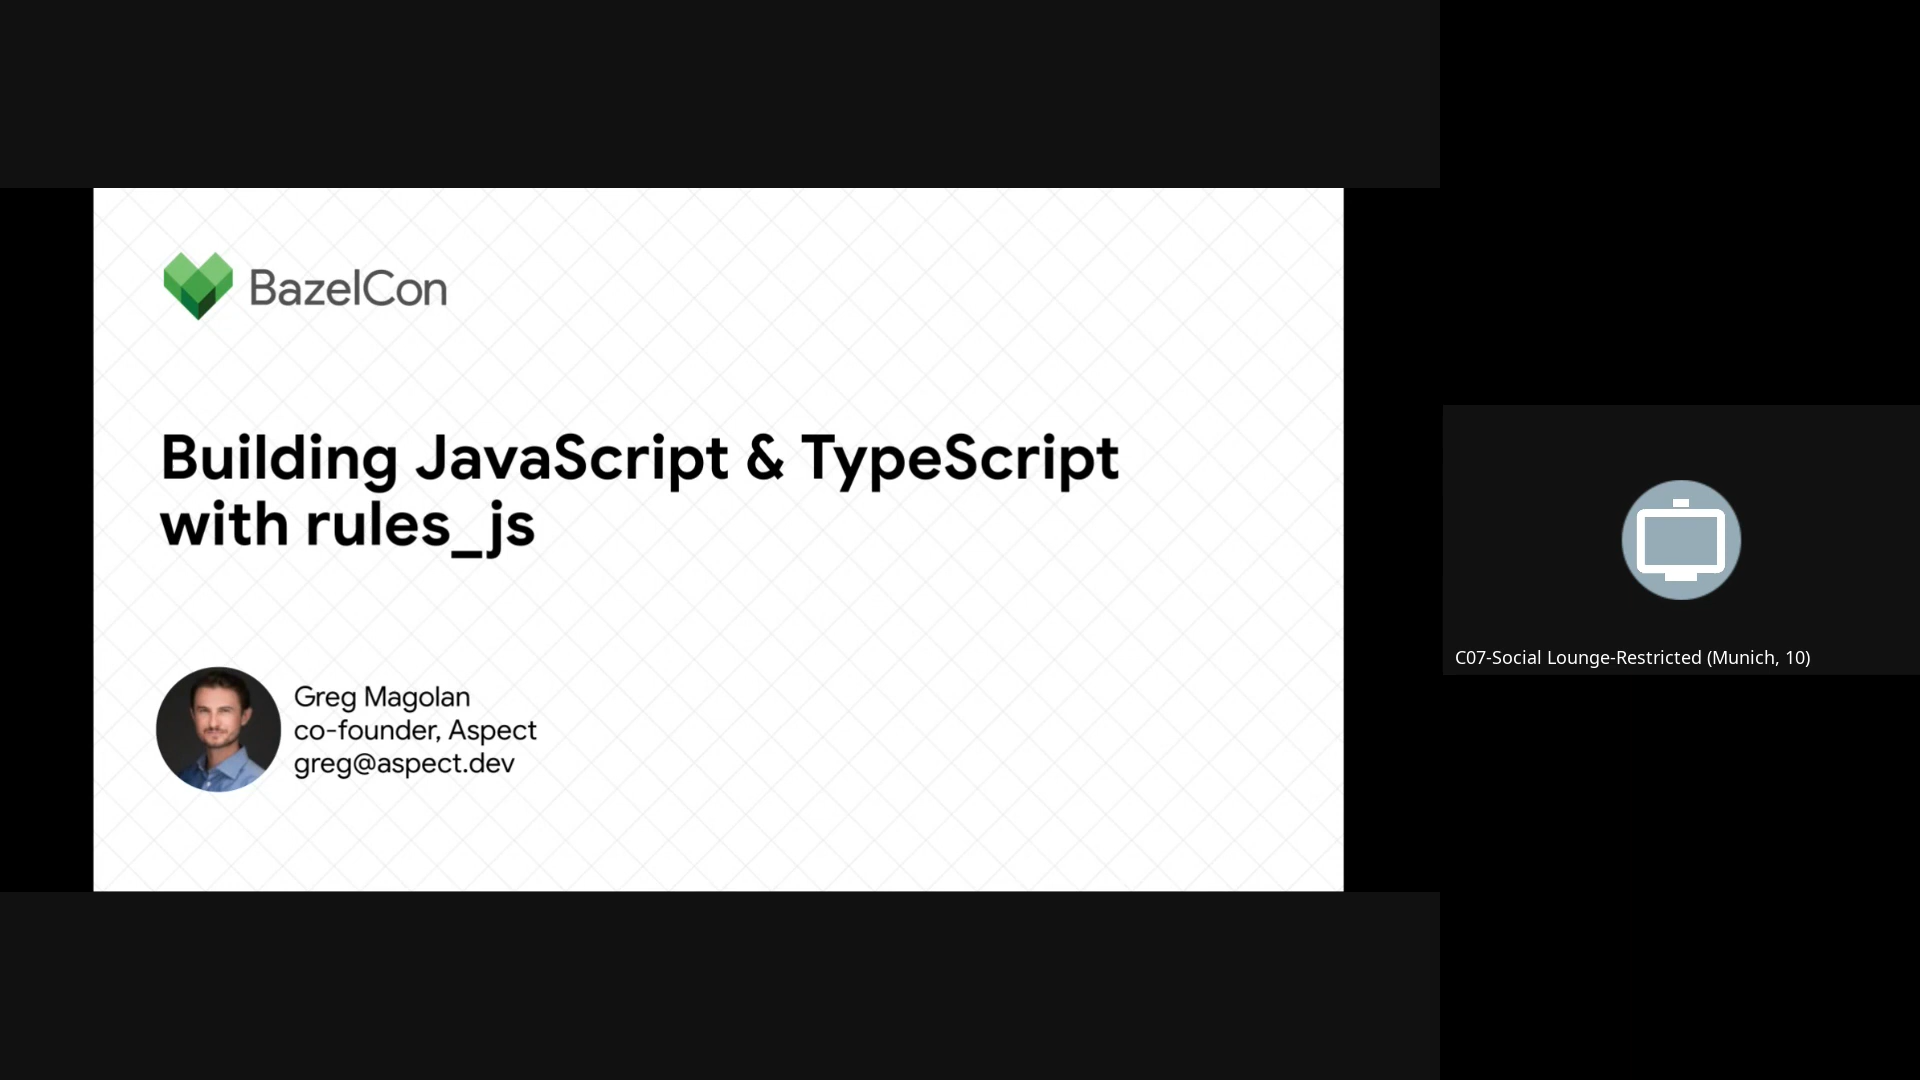 BazelCon
Building JavaScript & TypeScript
with rules_js
Greg Magolan
co-founder, Aspect
greg@aspect.dev
C07-Social Lounge-Restricted (Munich, 10)